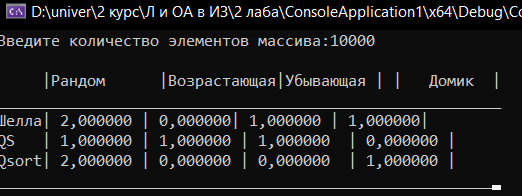 D:\univer\2 курс\Л и ОА в ИЗ\2 лаба\ConsoleApplication1\x64\Debug\Co
Введите количество элементов массива:10000
|Рандом |Возрастающая|Убывающая | | Домик |
Шелла| 2,000000 | 0,000000| 1,000000 | 1,000000|
QS | 1,000000 | 1,000000 | 1,000000 | 0,000000 |
Qsort| 2,000000 | 0,000000 | 0,000000 | 1,000000 |